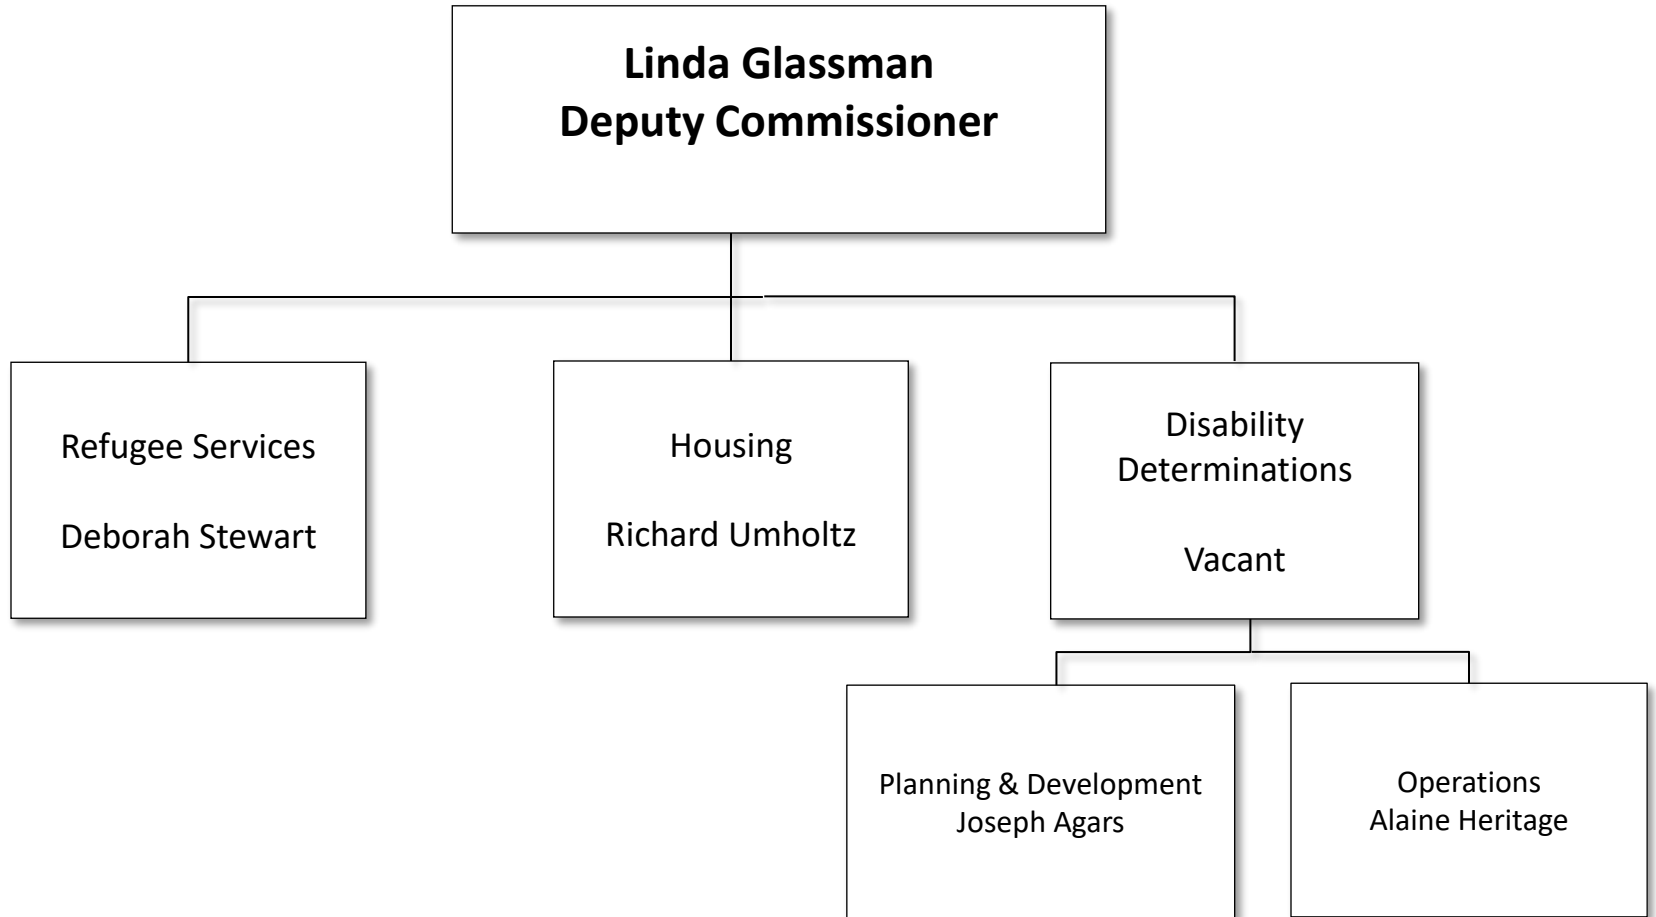 Linda Glassman
Deputy Commissioner
Refugee Services
Deborah Stewart
Housing
Richard Umholtz
Disability
Determinations
Vacant
Planning & Development
Joseph Agars
Operations
Alaine Heritage